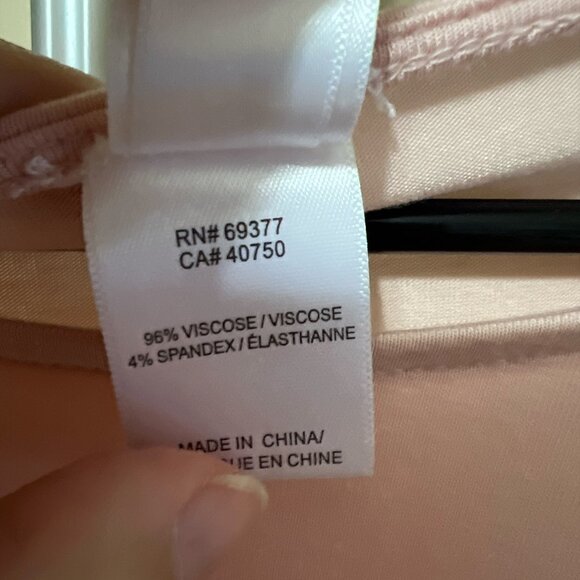 RN# 69377
CA# 40750
96% VISCOSE / VISCOSE
4% SPANDEX / ÉLASTHANNE
MADE IN CHINA/
EN CHINE